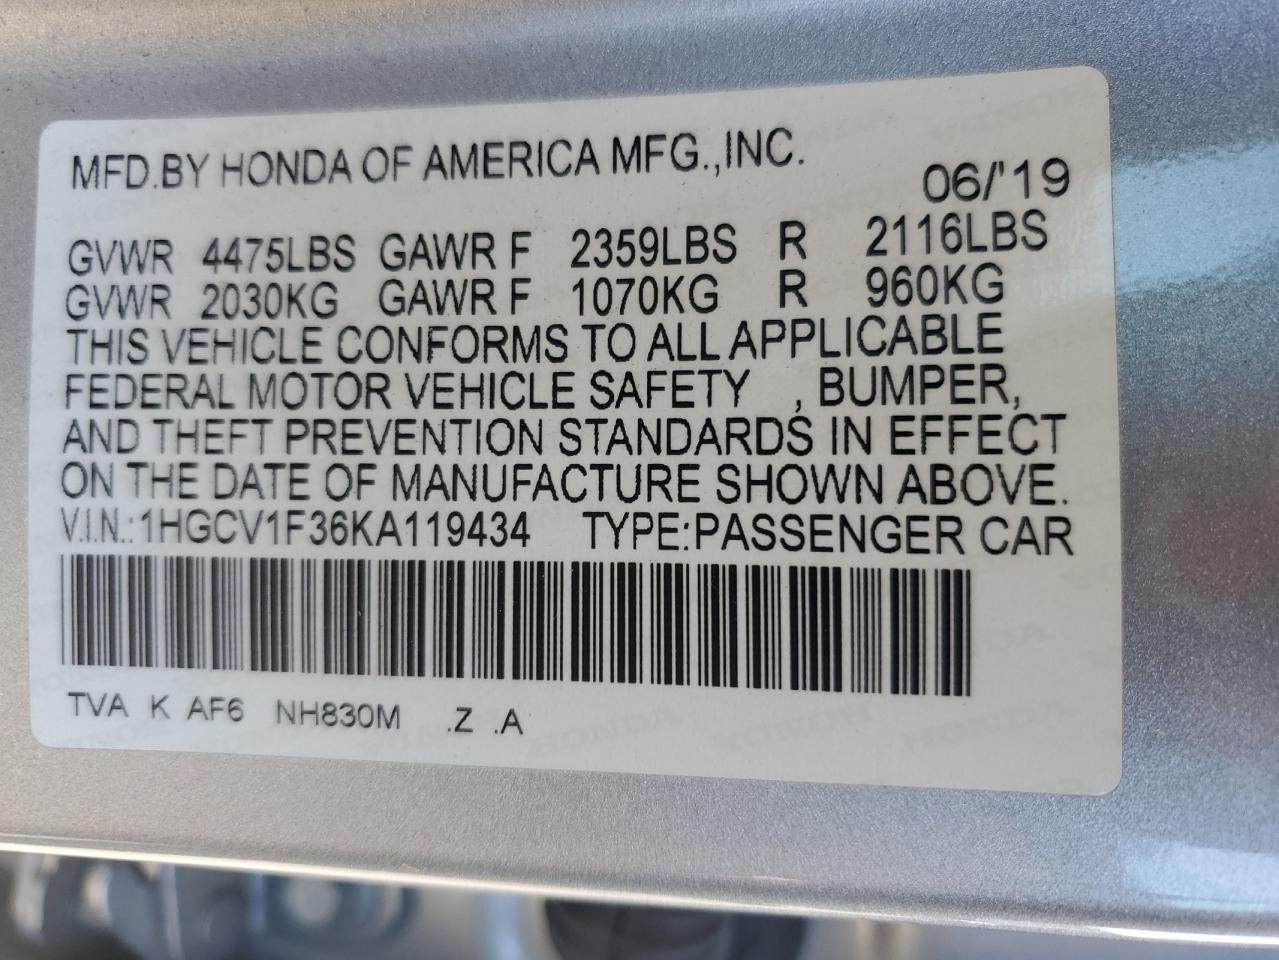 MFD.BY HONDA OF AMERICA MFG.,INC.
06/'19
GVWR 4475LBS GAWR F 2359LBS R 2116LBS
GVWR 2030KG GAWR F 1070KG R 960KG
THIS VEHICLE CONFORMS TO ALL APPLICABLE
FEDERAL MOTOR VEHICLE SAFETY , BUMPER,
AND THEFT PREVENTION STANDARDS IN EFFECT
ON THE DATE OF MANUFACTURE SHOWN ABOVE.
V.I.N.:1HGCV1F36KA119434 TYPE:PASSENGER CAR
TVA K AF6 NH830M .Z .A